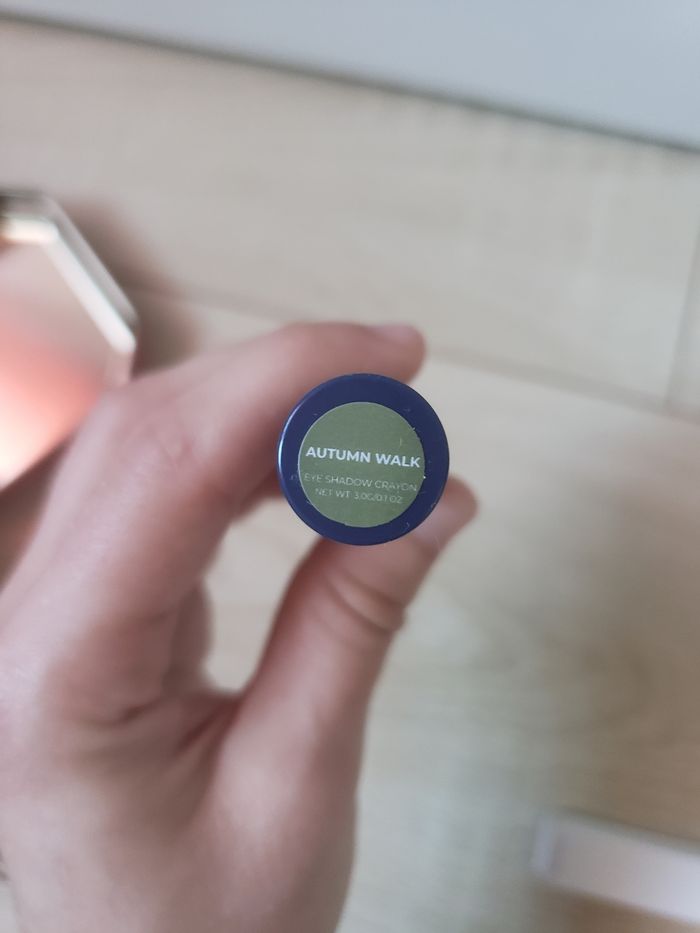 AUTUMN WALK
EYE SHADOW CRAYON
NET WT 3.0G/0.1 OZ